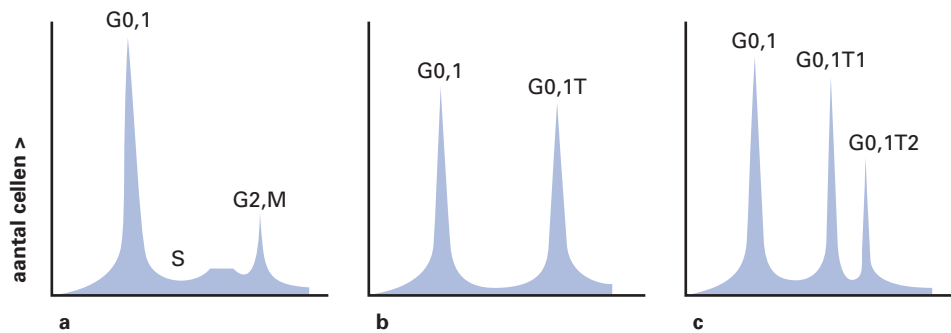 aantal cellen >
G0,1
S
G2,M
a
G0,1
G0,1T
b
G0,1
G0,1T1
G0,1T2
c